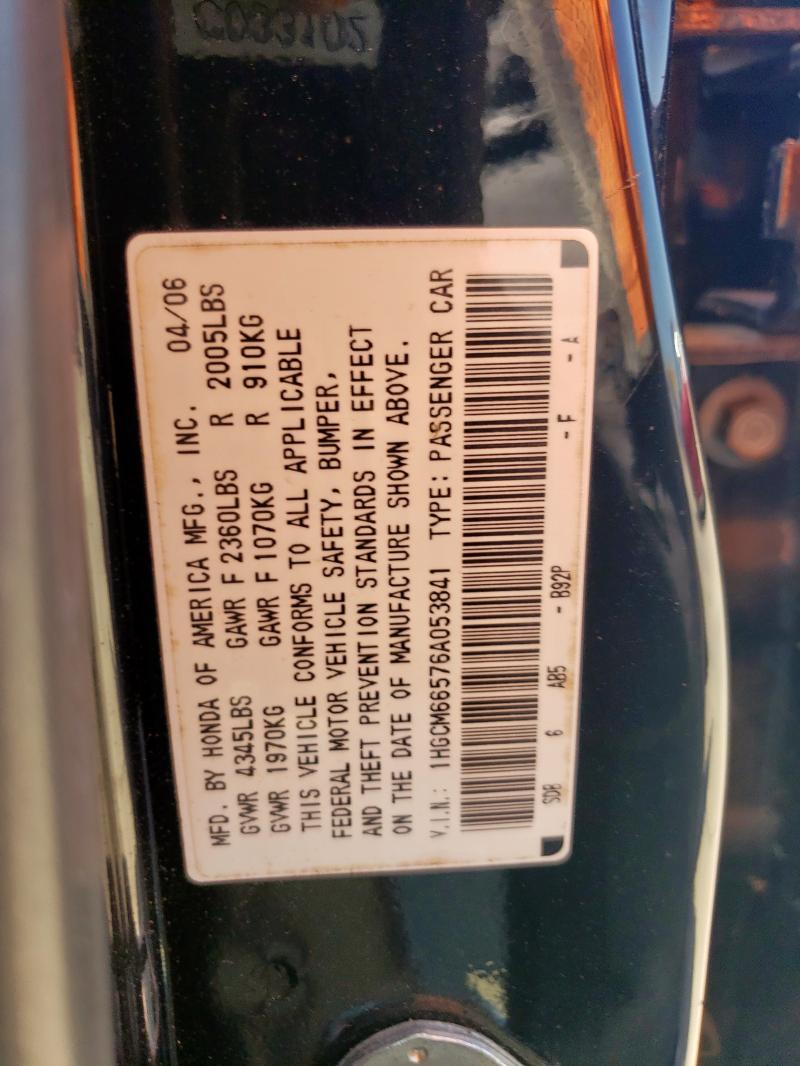 C003105
MFD. BY HONDA OF AMERICA MFG., INC. 04/06
GVWR 4345LBS GAWR F 2360LBS R 2005LBS
GVWR 1970KG GAWR F 1070KG R 910KG
THIS VEHICLE CONFORMS TO ALL APPLICABLE
FEDERAL MOTOR VEHICLE SAFETY, BUMPER,
AND THEFT PREVENTION STANDARDS IN EFFECT
ON THE DATE OF MANUFACTURE SHOWN ABOVE.
V.I.N.: 1HGCM66576A053841 TYPE: PASSENGER CAR
SDB 6 AB5 - B92P - F - A